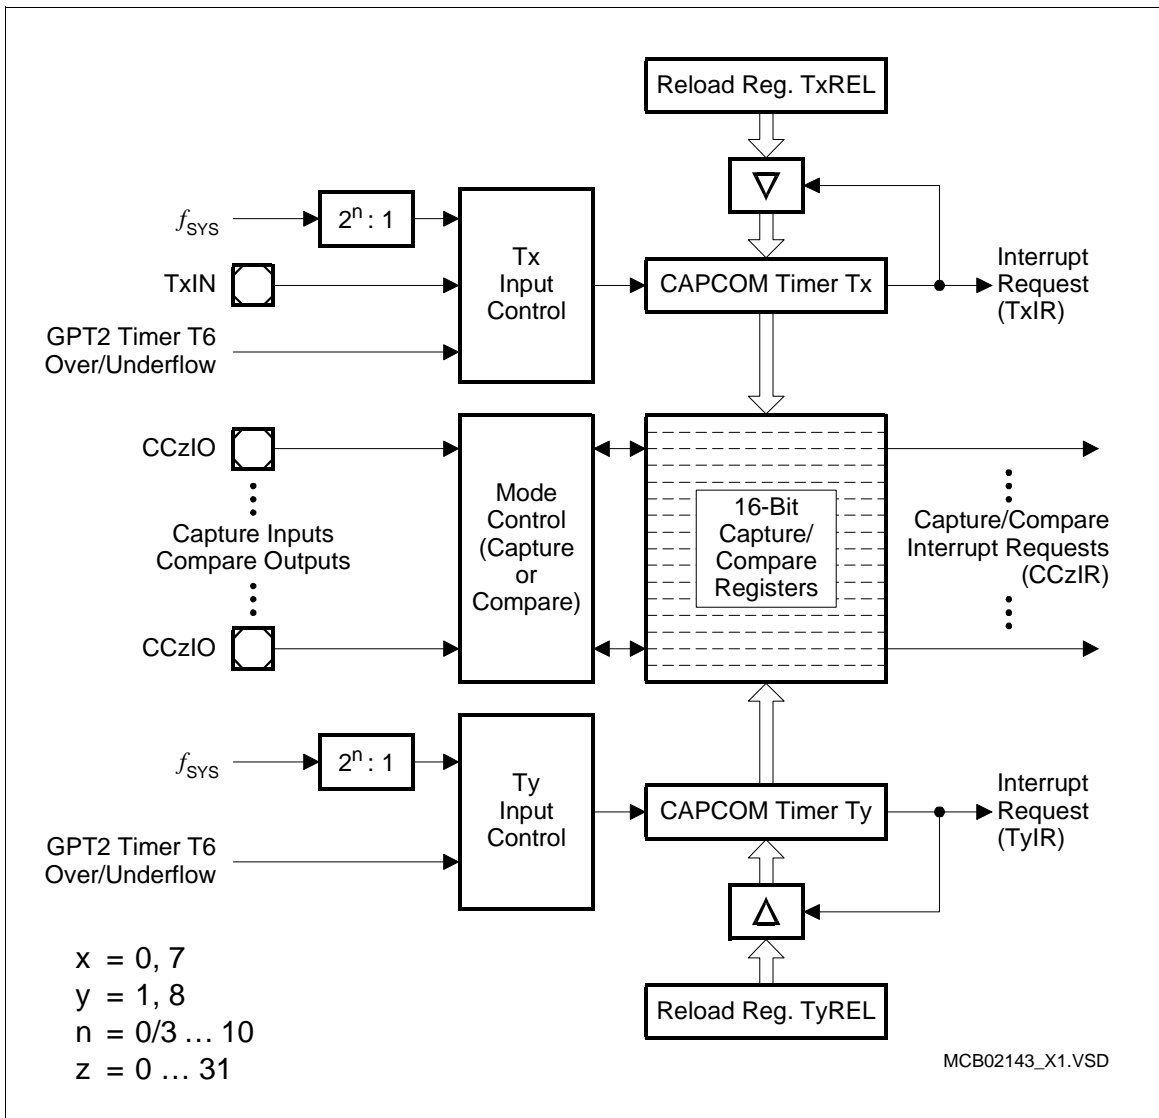 Reload Reg. TxREL
fSYS
2^n : 1
TxIN
GPT2 Timer T6
Over/Underflow
Tx
Input
Control
CAPCOM Timer Tx
Interrupt
Request
(TxIR)
CCzIO
Capture Inputs
Compare Outputs
CCzIO
Mode
Control
(Capture
or
Compare)
16-Bit
Capture/
Compare
Registers
Capture/Compare
Interrupt Requests
(CCzIR)
fSYS
2^n : 1
GPT2 Timer T6
Over/Underflow
Ty
Input
Control
CAPCOM Timer Ty
Interrupt
Request
(TyIR)
Reload Reg. TyREL
x = 0, 7
y = 1, 8
n = 0/3 … 10
z = 0 … 31
MCB02143_X1.VSD